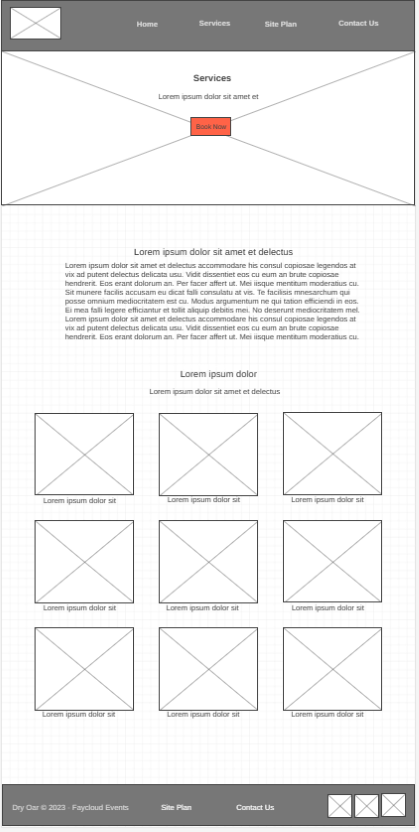 Home Services Site Plan Contact Us
Services
Lorem ipsum dolor sit amet et
Book Now
Lorem ipsum dolor sit amet et delectus
Lorem ipsum dolor sit amet et delectus accommodare his consul copiosae legendos at
vix ad putent delectus delicata usu. Vidit dissentiet eos cu eum an brute copiosae
hendrerit. Eos erant dolorum an. Per facer affert ut. Mei iisque mentitum periculis cu.
Sit munere facilis accusam eu dicat falli consulatu at vis. Te facilisis mnesarchum qui
posse omnium mediocritatem est cu. Modus argumentum ne qui tation efficiendi in eos.
Ei mea falli legere efficiantur et tollit aliquip debitis mei. No deserunt mediocritatem mel.
Lorem ipsum dolor sit amet et delectus accommodare his consul copiosae legendos at
vix ad putent delectus delicata usu. Vidit dissentiet eos cu eum an brute copiosae
hendrerit. Eos erant dolorum an. Per facer affert ut. Mei iisque mentitum periculis cu.
Lorem ipsum dolor
Lorem ipsum dolor sit amet et delectus
Lorem ipsum dolor sit Lorem ipsum dolor sit Lorem ipsum dolor sit
Lorem ipsum dolor sit Lorem ipsum dolor sit Lorem ipsum dolor sit
Lorem ipsum dolor sit Lorem ipsum dolor sit Lorem ipsum dolor sit
Dry Oar © 2023 · Faycloud Events Site Plan Contact Us